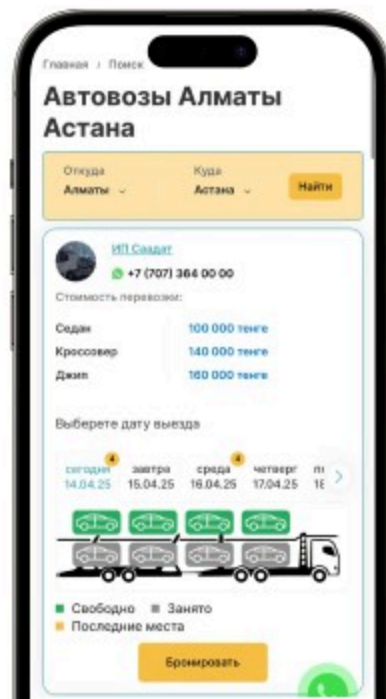 Главная › Поиск
Автовозы Алматы
Астана
Откуда
Куда
Алматы
Астана
Найти
ИП Саадат
+7 (707) 364 00 00
Стоимость перевозки:
Седан 100 000 тенге
Кроссовер 140 000 тенге
Джип 160 000 тенге
Выберете дату выезда
4 4
сегодня завтра среда четверг
14.04.25 15.04.25 16.04.25 17.04.25 18
Свободно Занято
Последние места
Бронировать